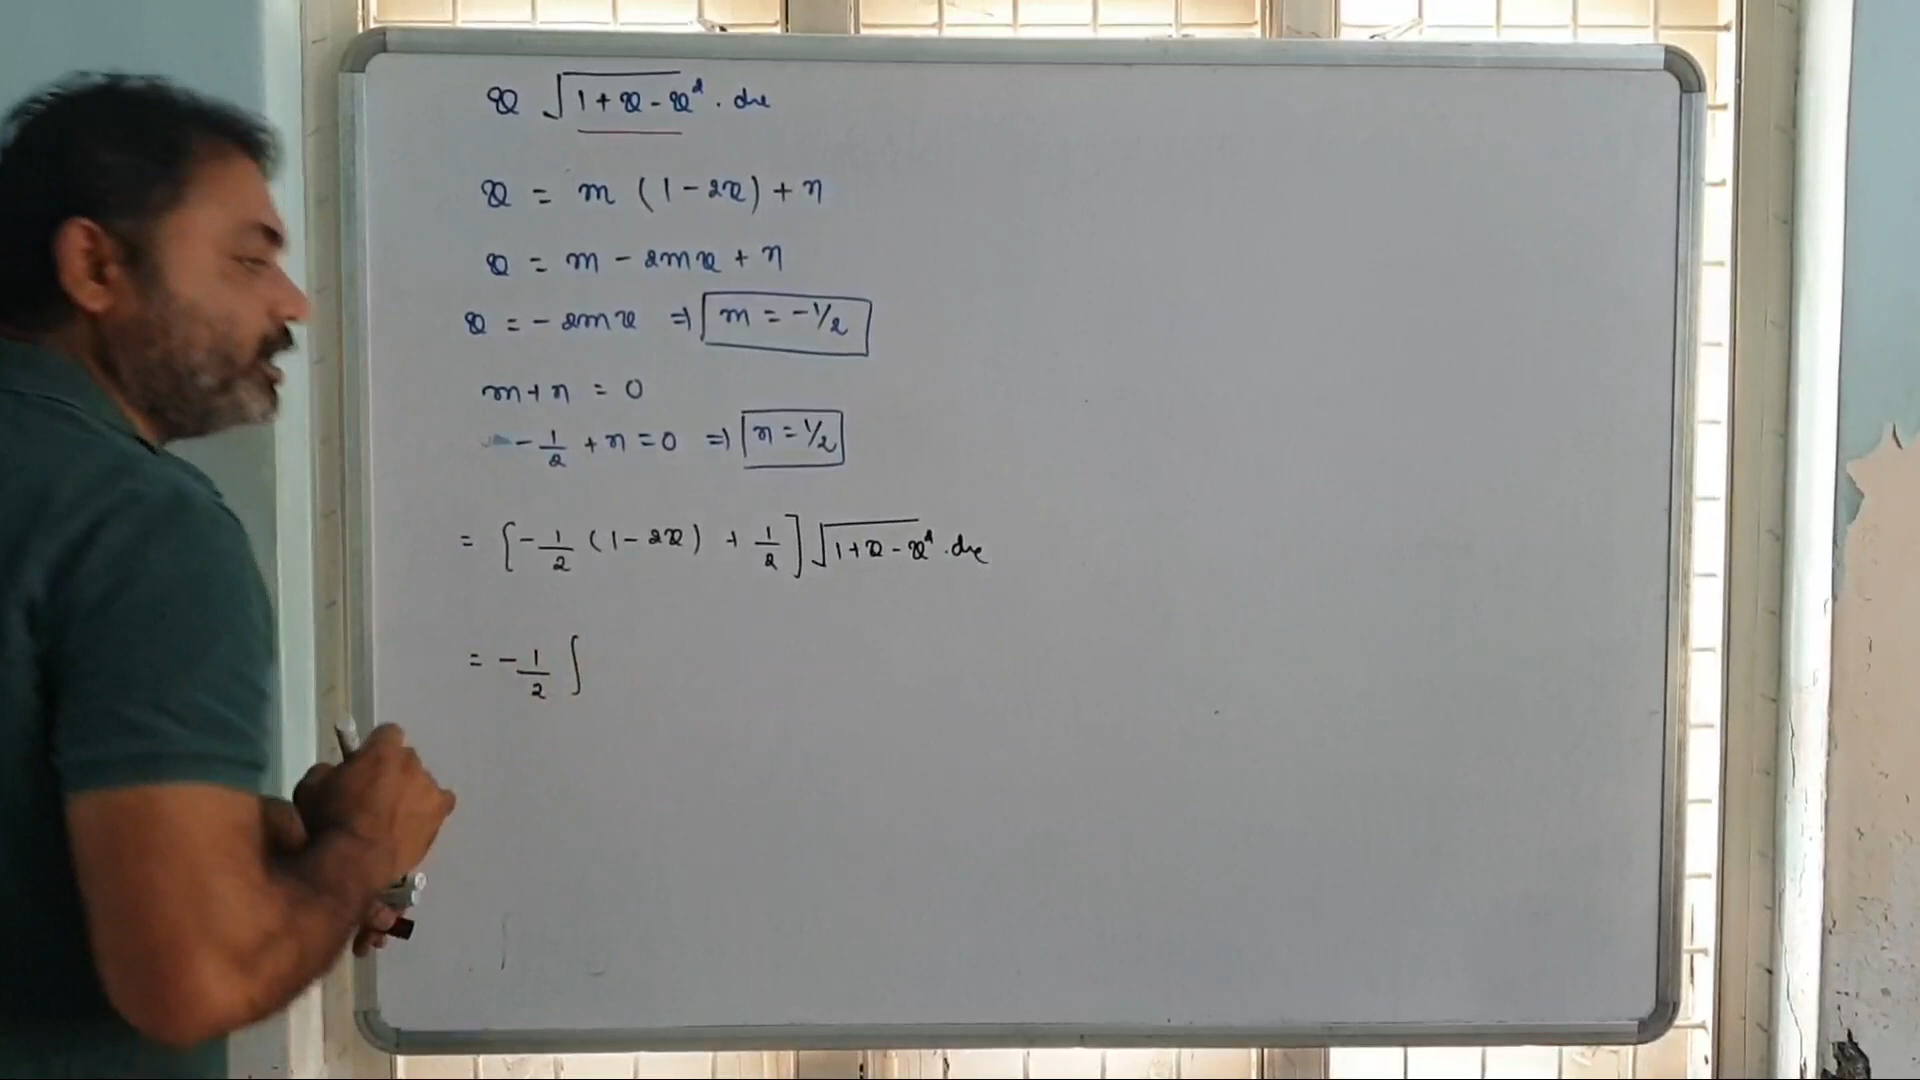 x √(1+x-x²) . dx
x = m (1-2x) + n
x = m - 2mx + n
x = - 2mx ⇒ m = -1/2
m+n = 0
-1/2 + n = 0 ⇒ n = 1/2
= [-1/2 (1-2x) + 1/2] √(1+x-x²) . dx
= -1/2 ∫